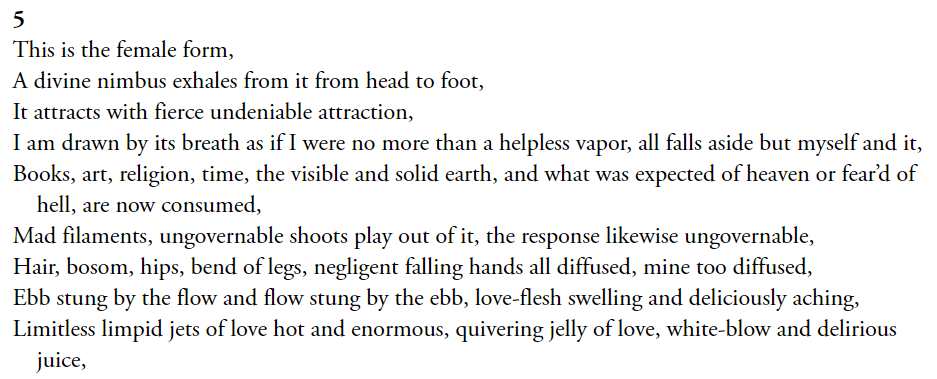 5
This is the female form,
A divine nimbus exhales from it from head to foot,
It attracts with fierce undeniable attraction,
I am drawn by its breath as if I were no more than a helpless vapor, all falls aside but myself and it,
Books, art, religion, time, the visible and solid earth, and what was expected of heaven or fear’d of
hell, are now consumed,
Mad filaments, ungovernable shoots play out of it, the response likewise ungovernable,
Hair, bosom, hips, bend of legs, negligent falling hands all diffused, mine too diffused,
Ebb stung by the flow and flow stung by the ebb, love-flesh swelling and deliciously aching,
Limitless limpid jets of love hot and enormous, quivering jelly of love, white-blow and delirious
juice,